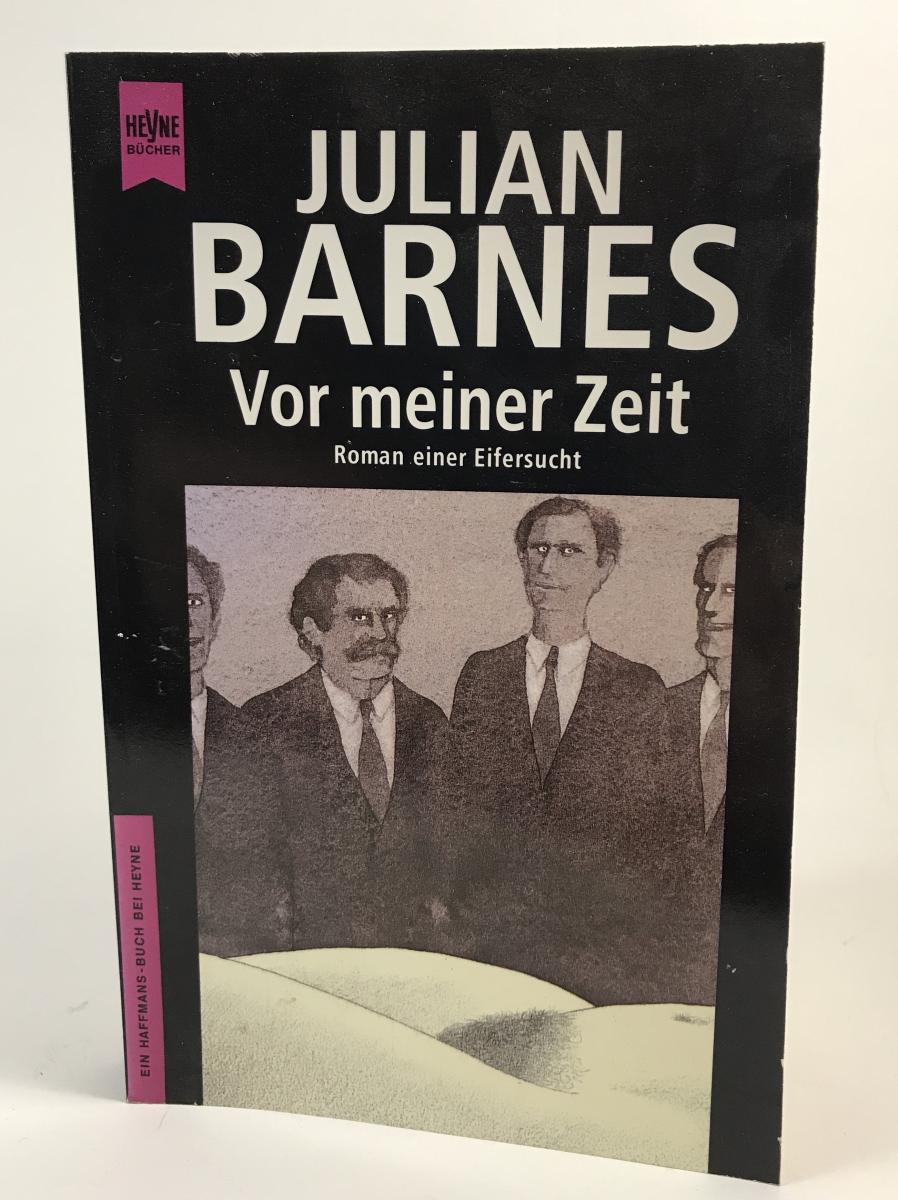 HEYNE
BÜCHER
JULIAN
BARNES
Vor meiner Zeit
Roman einer Eifersucht
EIN HAFFMANS-BUCH BEI HEYNE